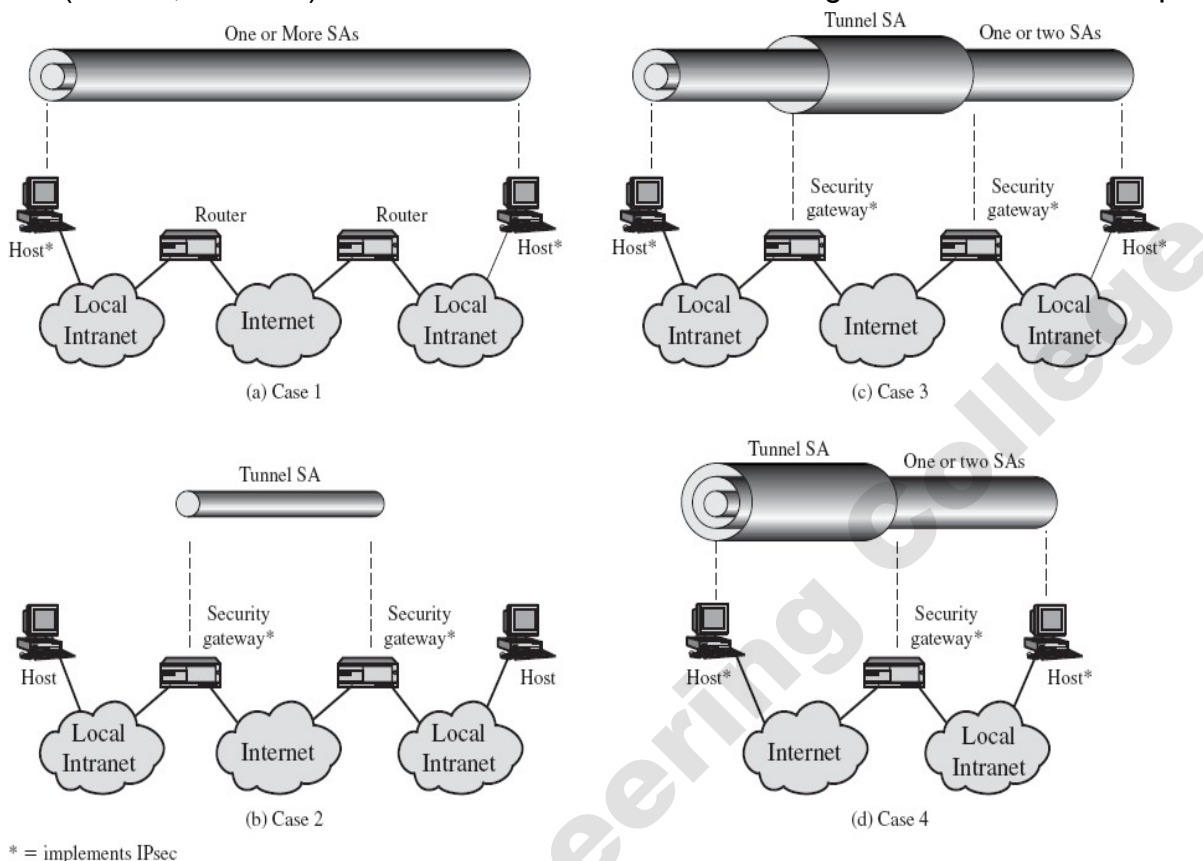 Tunnel SA
One or More SAs
One or two SAs
Security gateway*
Security gateway*
Router
Router
Host*
Host*
Host*
Host*
Local Intranet
Internet
Local Intranet
Local Intranet
Internet
Local Intranet
(a) Case 1
(c) Case 3
Tunnel SA
One or two SAs
Tunnel SA
Security gateway*
Security gateway*
Security gateway*
Host
Host
Host*
Host*
Local Intranet
Internet
Local Intranet
Internet
Local Intranet
(b) Case 2
(d) Case 4
* = implements IPsec
eering College